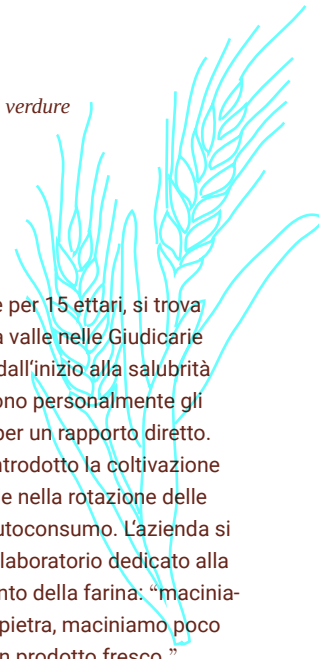 verdure
e per 15 ettari, si trova
a valle nelle Giudicarie
dall'inizio alla salubrità
ono personalmente gli
per un rapporto diretto.
ntrodotto la coltivazione
e nella rotazione delle
utoconsumo. L'azienda si
laboratorio dedicato alla
nto della farina: “macinia-
pietra, maciniamo poco
n prodotto fresco.”